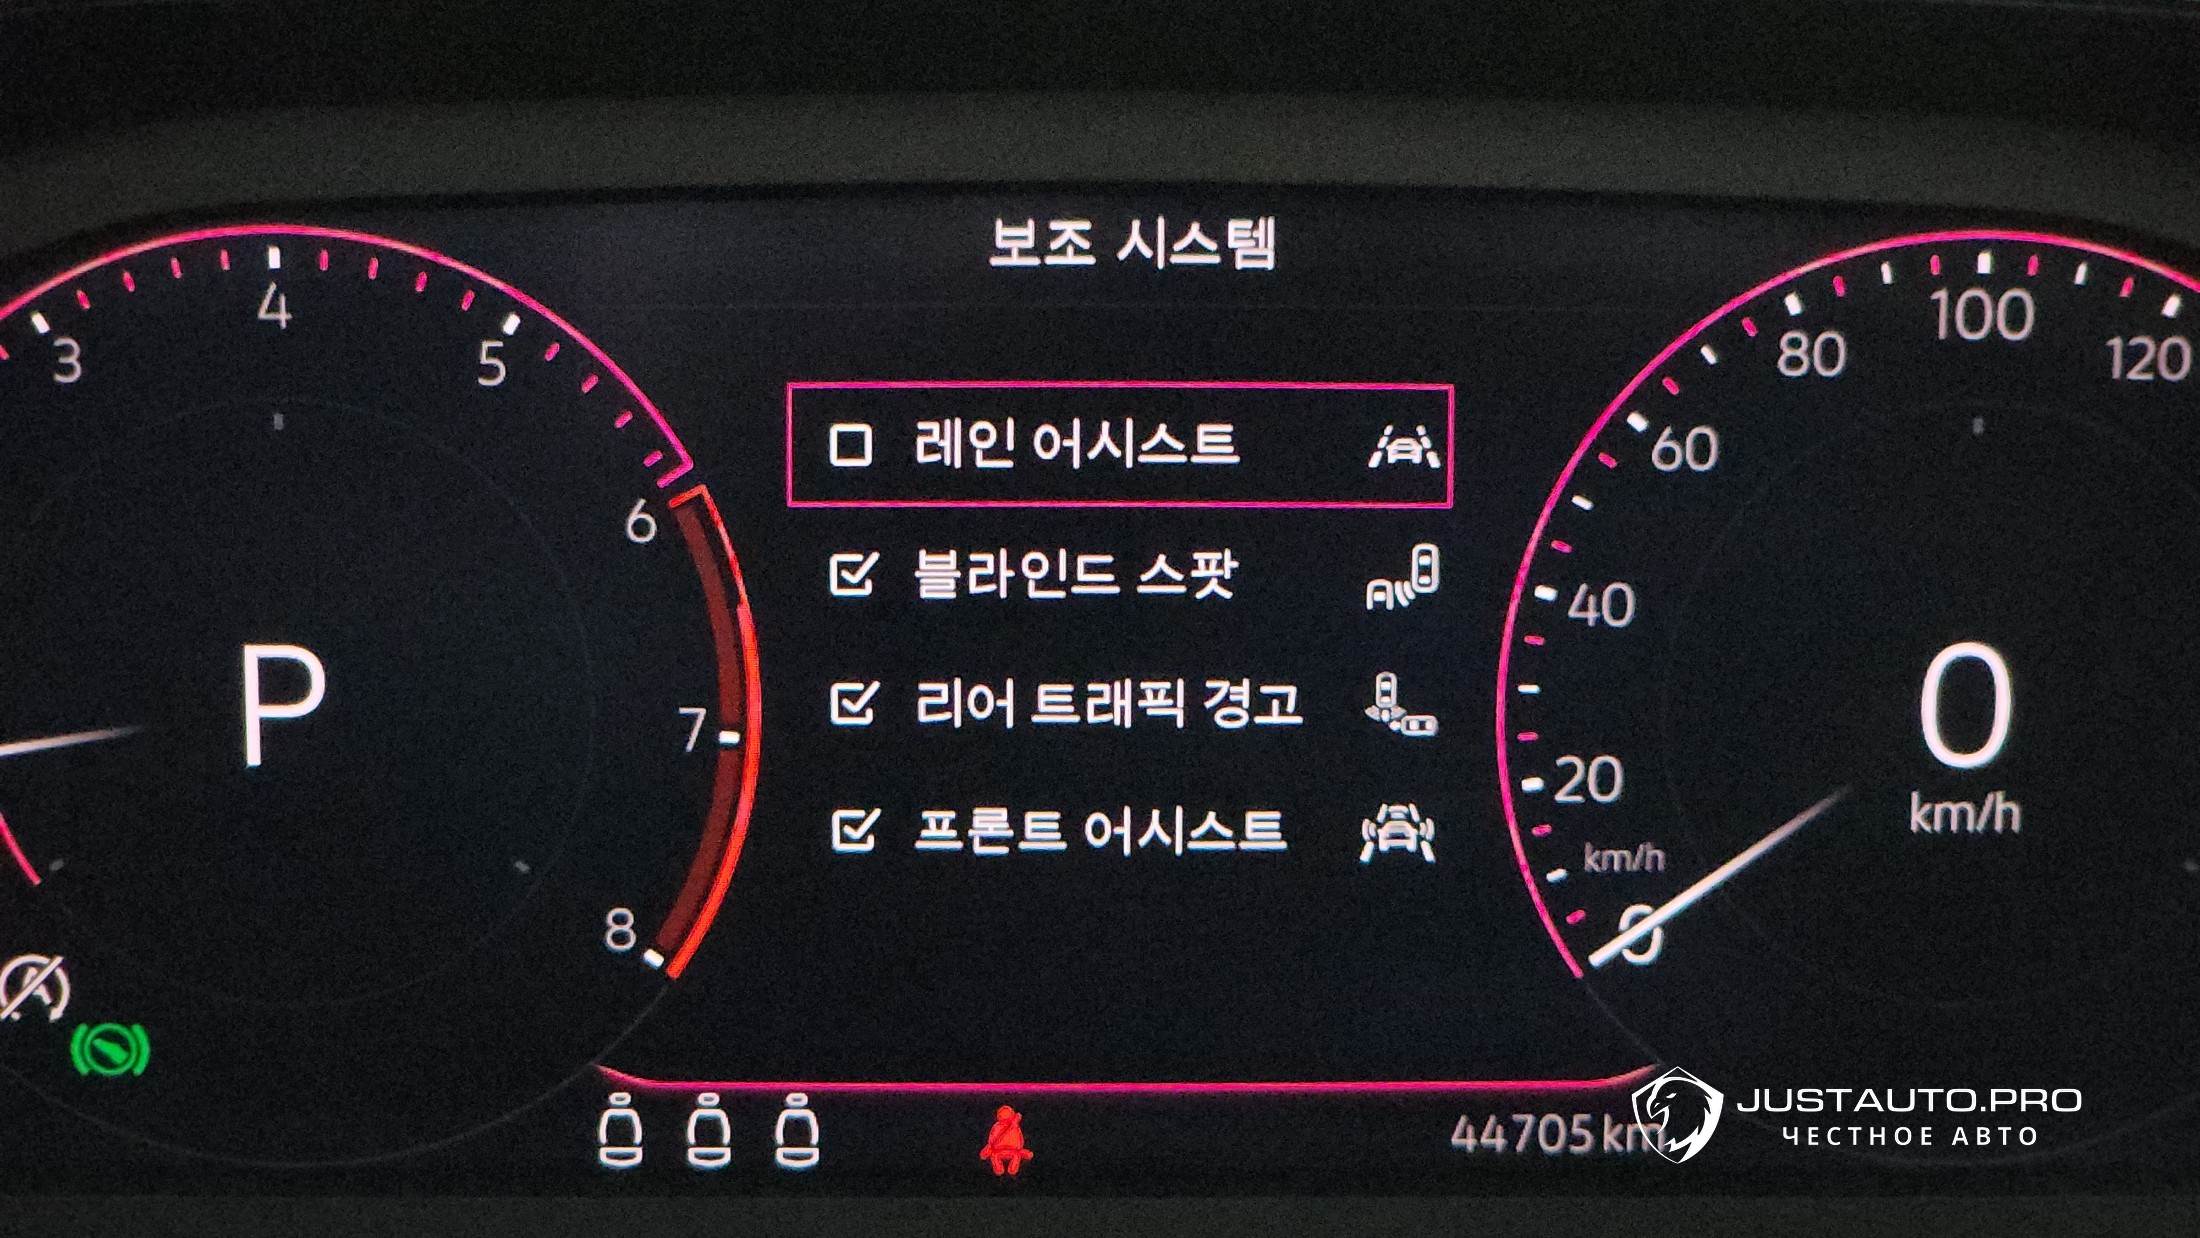 보조 시스템
3
4
5
6
7
8
P
레인 어시스트
블라인드 스팟
리어 트래픽 경고
프론트 어시스트
120
100
80
60
40
20
km/h
0
0
km/h
44705 km
JUSTAUTO.PRO
ЧЕСТНОЕ АВТО